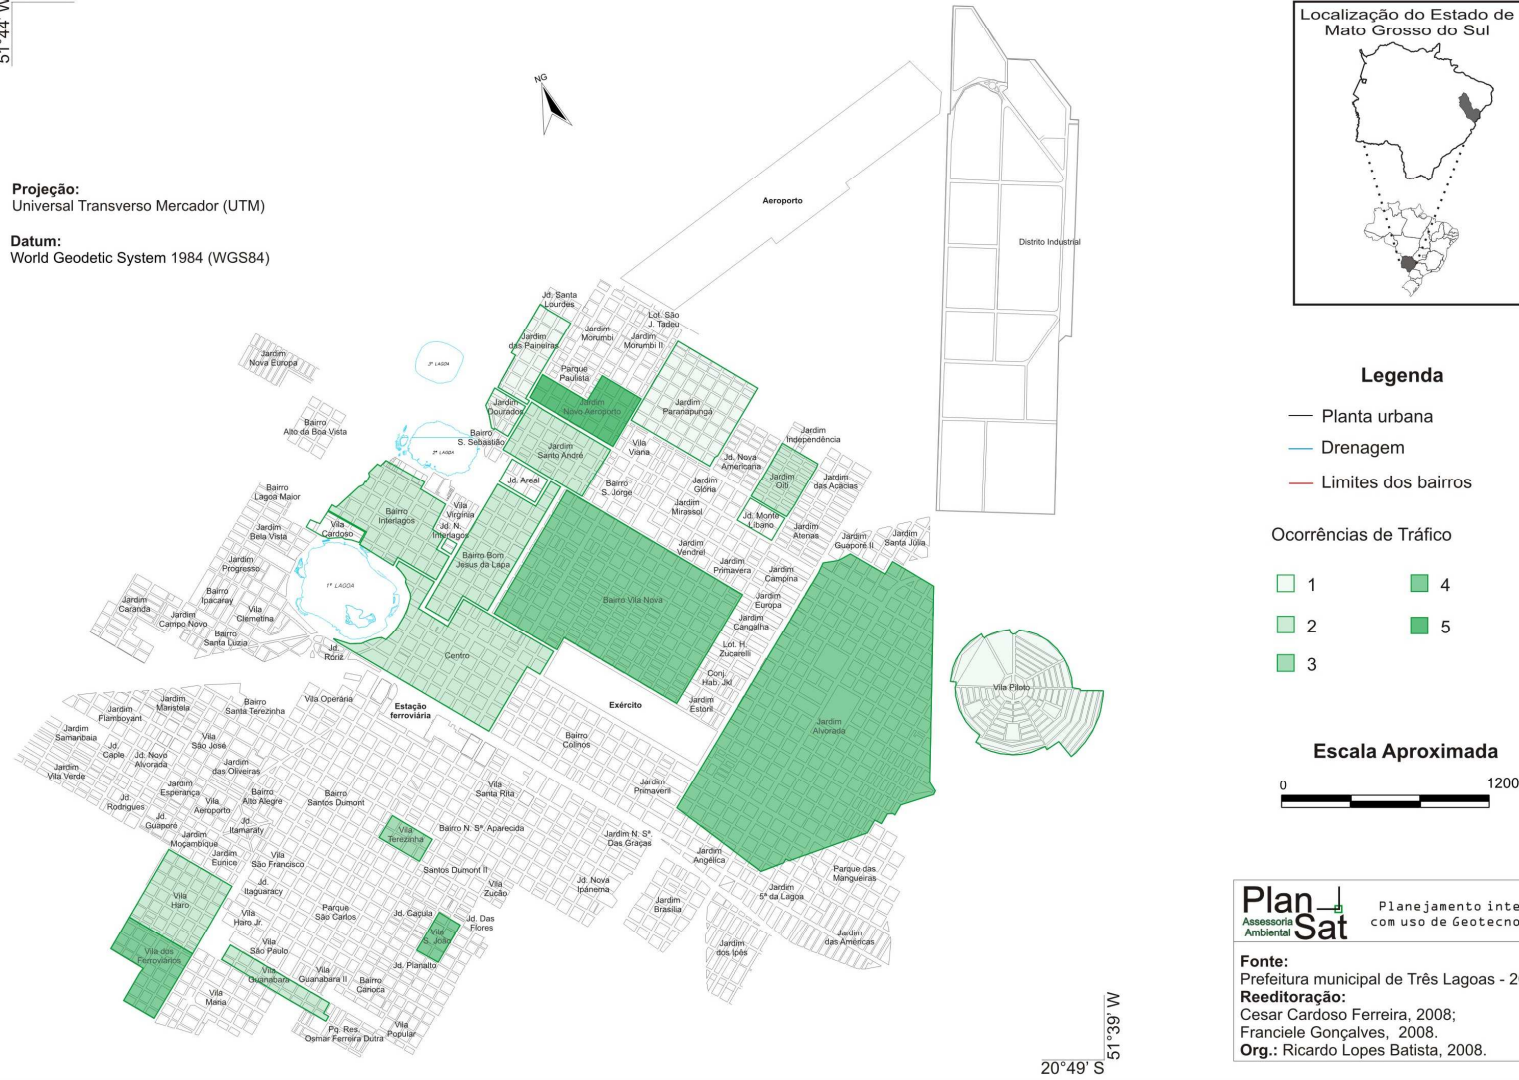 51°44' W
NG
Projeção:
Universal Transverso Mercador (UTM)
Datum:
World Geodetic System 1984 (WGS84)
Aeroporto
Distrito Industrial
Jd. Santa
Lourdes
Lot. São
J. Tadeu
Jardim
Morumbi
Jardim
Morumbi II
Jardim
das Paineiras
Jardim
Nova Europa
3ª LAGOA
Parque
Paulista
Jardim
Dourados
Jardim
Novo Aeroporto
Jardim
Paranapungá
Bairro
Alto da Boa Vista
Bairro
S. Sebastião
2ª LAGOA
Jardim
Santo André
Vila
Viana
Jardim
Independência
Jd. Nova
Americana
Jd. Areal
Bairro
S. Jorge
Jardim
Glória
Jardim
Oiti
Jardim
das Acácias
Bairro
Lagoa Maior
Bairro
Interlagos
Vila
Virgínia
Jardim
Mirassol
Jd. Monte
Líbano
Jardim
Bela Vista
Vila
Cardoso
Jd. N.
Interlagos
Jardim
Atenas
Jardim
Guaporé II
Jardim
Santa Júlia
Jardim
Vendrel
Jardim
Progresso
Bairro Bom
Jesus da Lapa
Jardim
Primavera
Jardim
Campina
1ª LAGOA
Bairro
Ipacaray
Bairro Vila Nova
Jardim
Europa
Jardim
Caranda
Jardim
Campo Novo
Vila
Clemetina
Jardim
Cangalha
Bairro
Santa Luzia
Jd.
Roriz
Centro
Lot. H.
Zucarelli
Conj.
Hab. Jkl
Vila Piloto
Vila Operária
Estação
ferroviária
Exército
Jardim
Estoril
Jardim
Alvorada
Jardim
Maristela
Bairro
Santa Terezinha
Jardim
Flamboyant
Jardim
Samanbaia
Vila
São José
Bairro
Colinos
Jd.
Caple
Jd. Novo
Alvorada
Jardim
das Oliveiras
Jardim
Vila Verde
Jardim
Esperança
Bairro
Alto Alegre
Bairro
Santos Dumont
Vila
Santa Rita
Jardim
Primaveril
Jd.
Rodrigues
Vila
Aeroporto
Jd.
Guaporé
Jd.
Itamaraty
Vila
Terezinha
Bairro N. Sª. Aparecida
Jardim N. Sª.
Das Graças
Jardim
Moçambique
Jardim
Eunice
Vila
São Francisco
Jardim
Angélica
Santos Dumont II
Parque das
Mangueiras
Jd.
Itaguaracy
Vila
Zucão
Jd. Nova
Ipanema
Jardim
5ª da Lagoa
Vila
Haro
Jardim
Brasília
Vila
Haro Jr.
Parque
São Carlos
Jd. Caçula
Jd. Das
Flores
Vila
S. João
Jardim
das Américas
Vila
São Paulo
Jardim
dos Ipês
Vila dos
Ferroviários
Jd. Planalto
Vila
Guanabara
Vila
Guanabara II
Bairro
Carioca
Vila
Maria
Pq. Res.
Osmar Ferreira Dutra
Vila
Popular
51°39' W
20°49' S
Localização do Estado de
Mato Grosso do Sul
Legenda
Planta urbana
Drenagem
Limites dos bairros
Ocorrências de Tráfico
1
4
2
5
3
Escala Aproximada
0
1200
Plan
Assessoria
Ambiental
Sat
Planejamento inte
com uso de Geotecno
Fonte:
Prefeitura municipal de Três Lagoas - 2
Reeditoração:
Cesar Cardoso Ferreira, 2008;
Franciele Gonçalves, 2008.
Org.: Ricardo Lopes Batista, 2008.